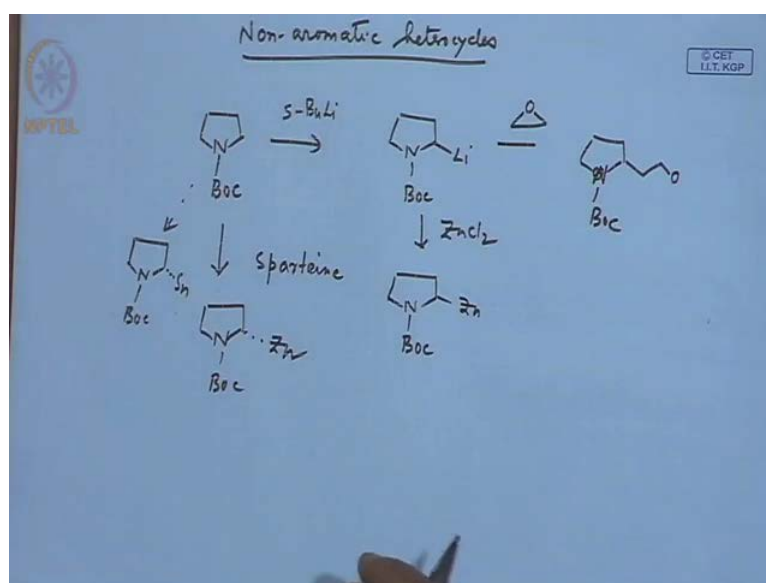 Non-aromatic heterocycles
© CET
I.I.T. KGP
NPTEL
s-BuLi
O
N
Boc
N
Li
Boc
N
O
Boc
ZnCl2
Sparteine
N
Sn
Boc
N
Zn
Boc
N
Zn
Boc